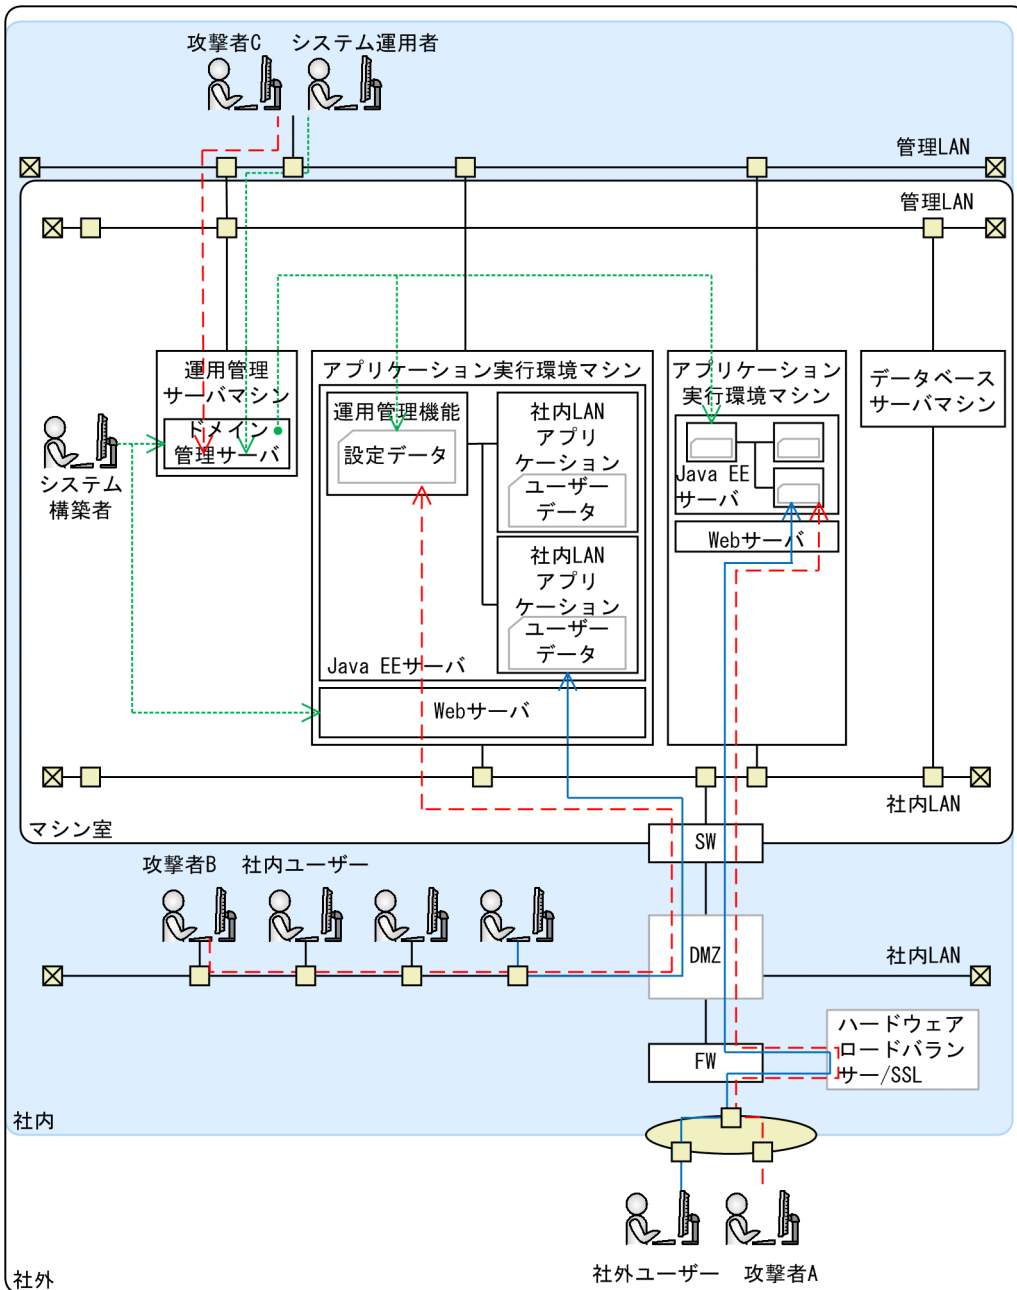 攻撃者C
システム運用者
管理LAN
管理LAN
運用管理
サーバマシン
ドメイン
管理サーバ
アプリケーション実行環境マシン
運用管理機能
設定データ
社内LAN
アプリ
ケーション
ユーザー
データ
社内LAN
アプリ
ケーション
ユーザー
データ
Java EEサーバ
Webサーバ
アプリケーション
実行環境マシン
Java EE
サーバ
Webサーバ
データベース
サーバマシン
システム
構築者
社内LAN
マシン室
SW
攻撃者B
社内ユーザー
DMZ
社内LAN
ハードウェア
ロードバラン
サー/SSL
FW
社内
社外ユーザー
攻撃者A
社外